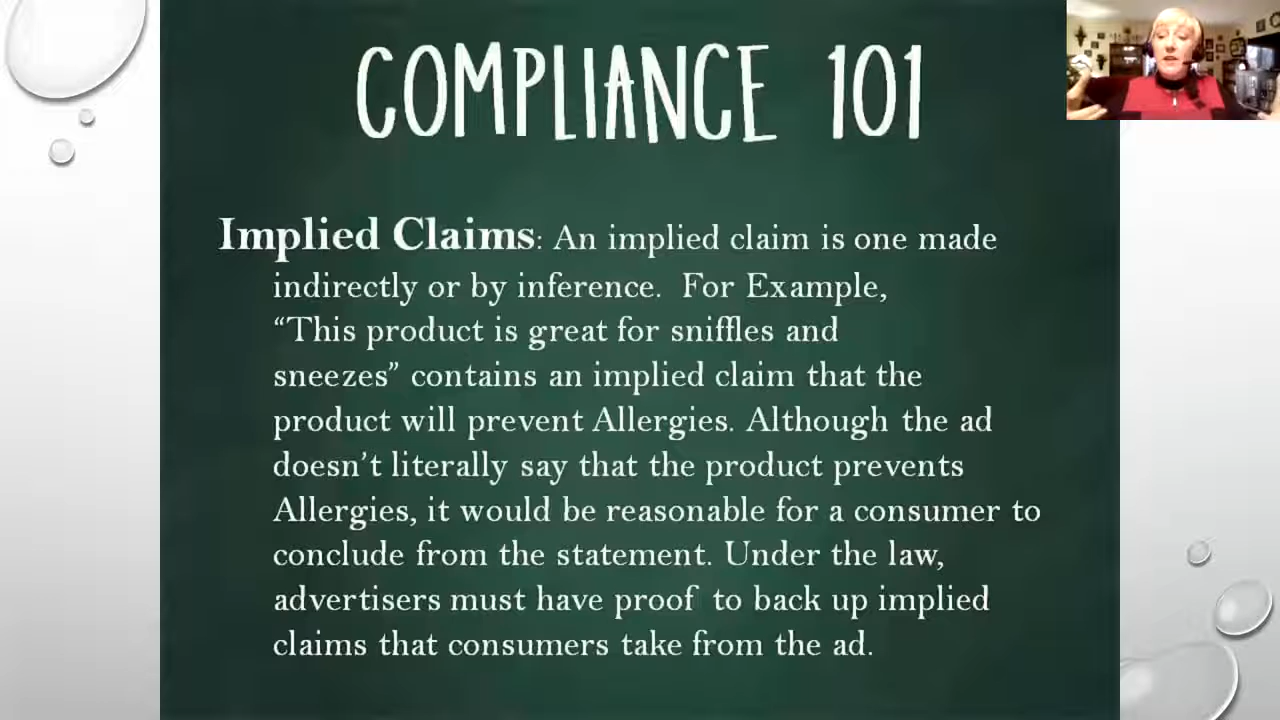 COMPLIANCE 101
Implied Claims: An implied claim is one made
indirectly or by inference.  For Example,
“This product is great for sniffles and
sneezes” contains an implied claim that the
product will prevent Allergies. Although the ad
doesn’t literally say that the product prevents
Allergies, it would be reasonable for a consumer to
conclude from the statement. Under the law,
advertisers must have proof  to back up implied
claims that consumers take from the ad.